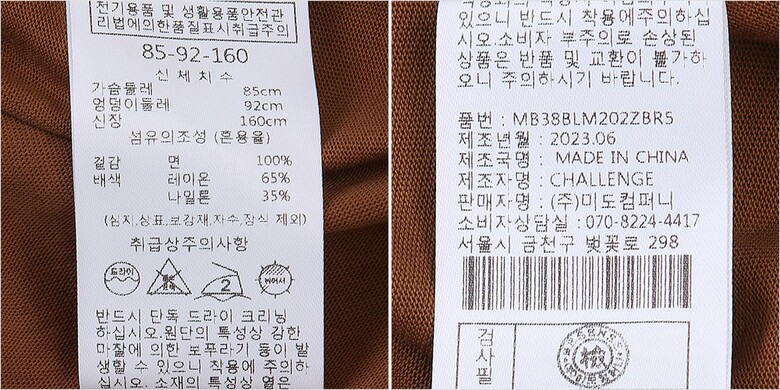 전기용품 및 생활용품안전관
리법에의한품질표시취급주의
85-92-160
신 체 치 수
가슴둘레 85cm
엉덩이둘레 92cm
신장 160cm
섬유의조성 (혼용율)
겉감 면 100%
배색 레이온 65%
나일론 35%
(심지,상표,보강재,자수,장식 제외)
취급상주의사항
드라이
2
반드시 단독 드라이 크리닝
하십시오.원단의 특성상 강한
마찰에 의한 보푸라기 등이 발
생할 수 있으니 착용에 주의하
십시오. 소재의 특성상 옅은
있으니 반드시 착용에주의하십
시오.소비자 부주의로 손상된
상품은 반품 및 교환이 불가하
오니 주의하시기 바랍니다.
품번 : MB38BLM202ZBR5
제조년월 : 2023.06
제조국명 : MADE IN CHINA
제조자명 : CHALLENGE
판매자명 : (주)미도컴퍼니
소비자상담실 : 070-8224-4417
서울시 금천구 벚꽃로 298
검
사
필